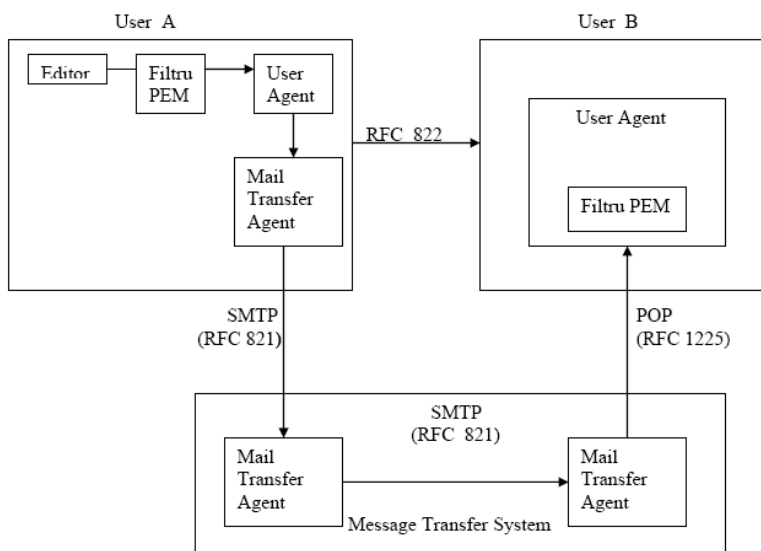 User A
User B
Editor
Filtru
PEM
User
Agent
Mail
Transfer
Agent
RFC 822
User Agent
Filtru PEM
SMTP
(RFC 821)
POP
(RFC 1225)
SMTP
(RFC 821)
Mail
Transfer
Agent
Mail
Transfer
Agent
Message Transfer System